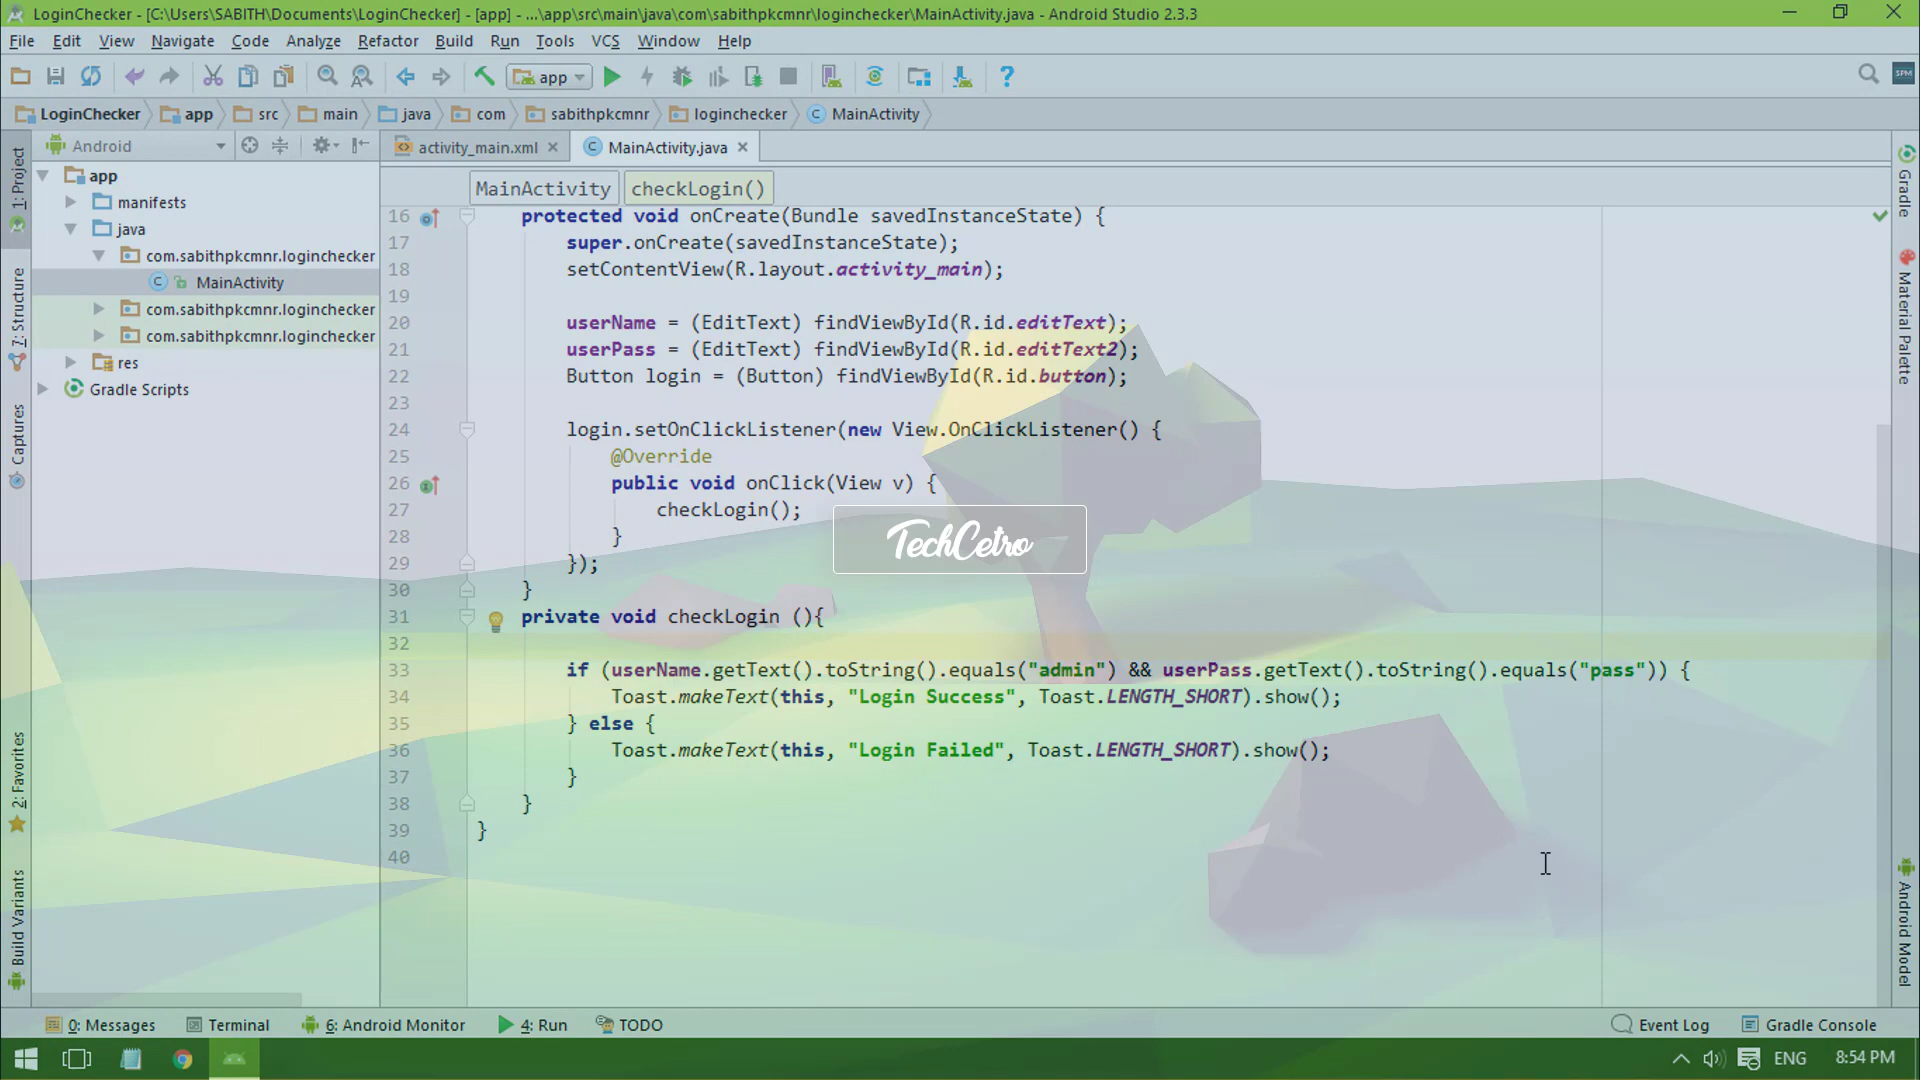 LoginChecker - [C:\Users\SABITH\Documents\LoginChecker] - [app] - ...\app\src\main\java\com\sabithpkcmnr\loginchecker\MainActivity.java - Android Studio 2.3.3
File Edit View Navigate Code Analyze Refactor Build Run Tools VCS Window Help
app
SPM
LoginChecker app src main java com sabithpkcmnr loginchecker MainActivity
Android
activity_main.xml MainActivity.java
MainActivity checkLogin()
1: Project
7: Structure
Captures
2: Favorites
Build Variants
app
manifests
java
com.sabithpkcmnr.loginchecker
MainActivity
com.sabithpkcmnr.loginchecker
com.sabithpkcmnr.loginchecker
res
Gradle Scripts
16 protected void onCreate(Bundle savedInstanceState) {
17 super.onCreate(savedInstanceState);
18 setContentView(R.layout.activity_main);
19
20 userName = (EditText) findViewById(R.id.editText);
21 userPass = (EditText) findViewById(R.id.editText2);
22 Button login = (Button) findViewById(R.id.button);
23
24 login.setOnClickListener(new View.OnClickListener() {
25 @Override
26 public void onClick(View v) {
27 checkLogin();
28 }
29 });
30 }
31 private void checkLogin (){
32
33 if (userName.getText().toString().equals("admin") && userPass.getText().toString().equals("pass")) {
34 Toast.makeText(this, "Login Success", Toast.LENGTH_SHORT).show();
35 } else {
36 Toast.makeText(this, "Login Failed", Toast.LENGTH_SHORT).show();
37 }
38 }
39 }
40
TechCetro
Gradle
Material Palette
Android Model
0: Messages Terminal 6: Android Monitor 4: Run TODO Event Log Gradle Console
ENG 8:54 PM